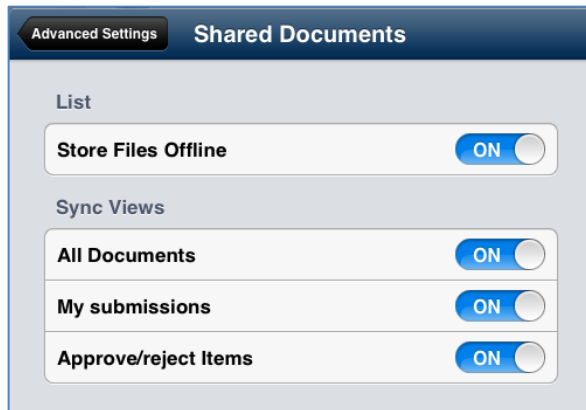 Advanced Settings Shared Documents
List
Store Files Offline ON
Sync Views
All Documents ON
My submissions ON
Approve/reject Items ON